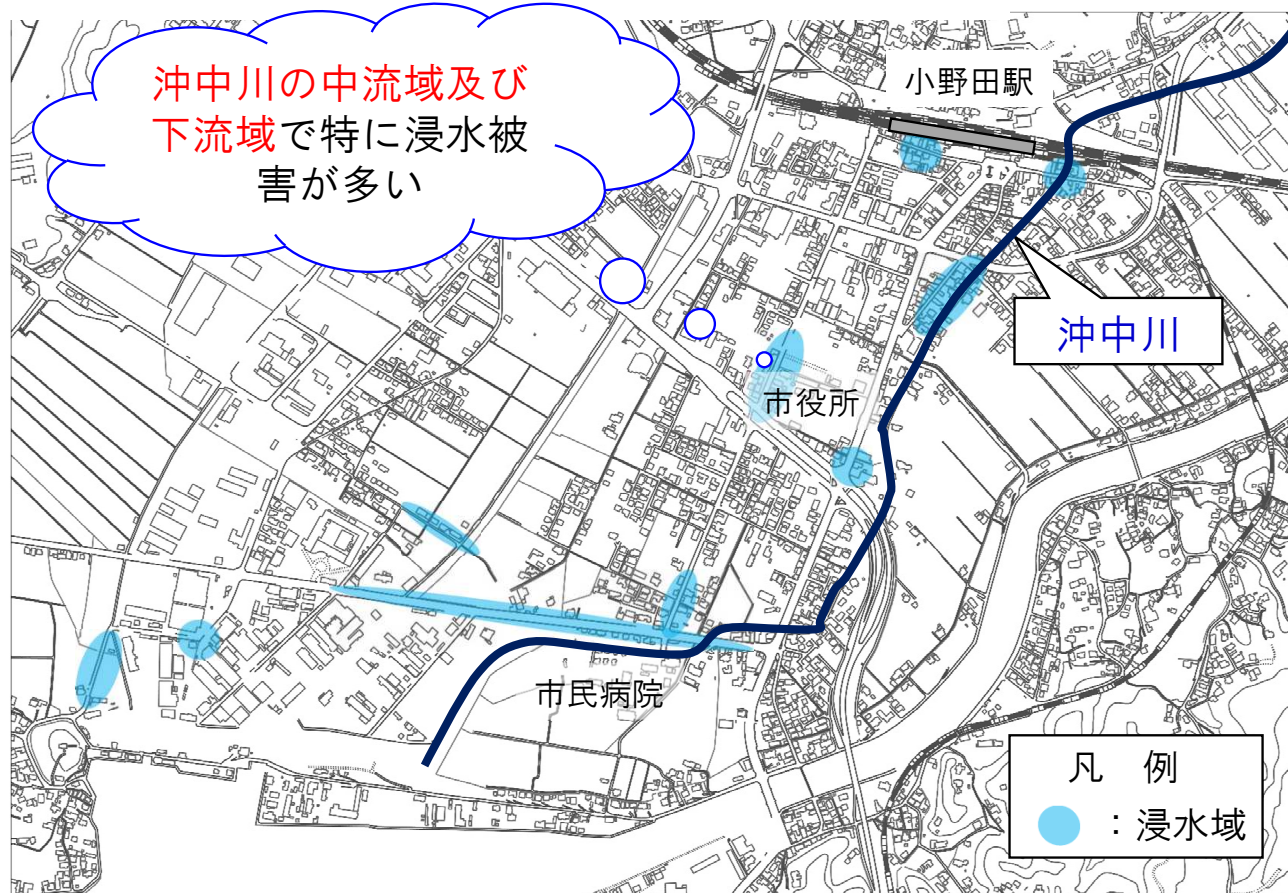 沖中川の中流域及び
下流域で特に浸水被
害が多い
小野田駅
沖中川
市役所
市民病院
凡　例
：浸水域